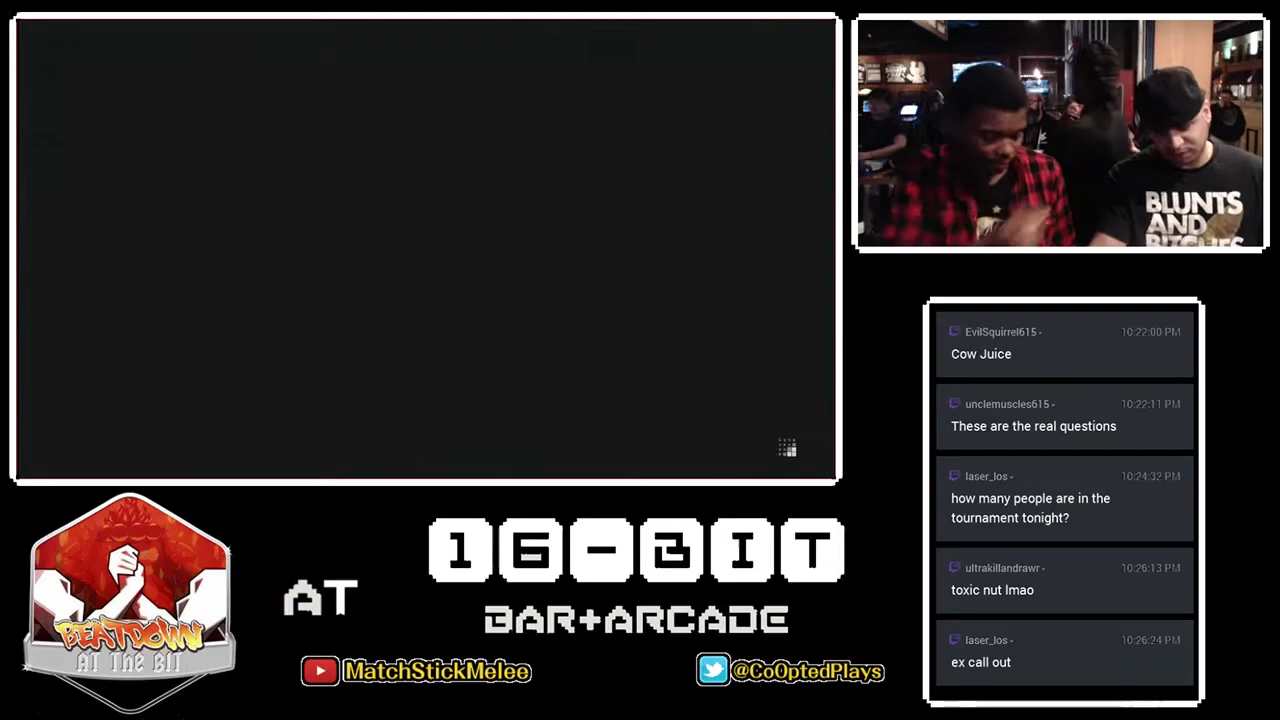 BLUNTS
AND
BITCHES
EvilSquirrel615 -
10:22:00 PM
Cow Juice
unclemuscles615 -
10:22:11 PM
These are the real questions
laser_los -
10:24:32 PM
how many people are in the
tournament tonight?
ultrakillandrawr -
10:26:13 PM
toxic nut lmao
laser_los -
10:26:24 PM
ex call out
BEATDOWN
AT THE BIT
AT
16-BIT
BAR+ARCADE
MatchStickMelee
@CoOptedPlays